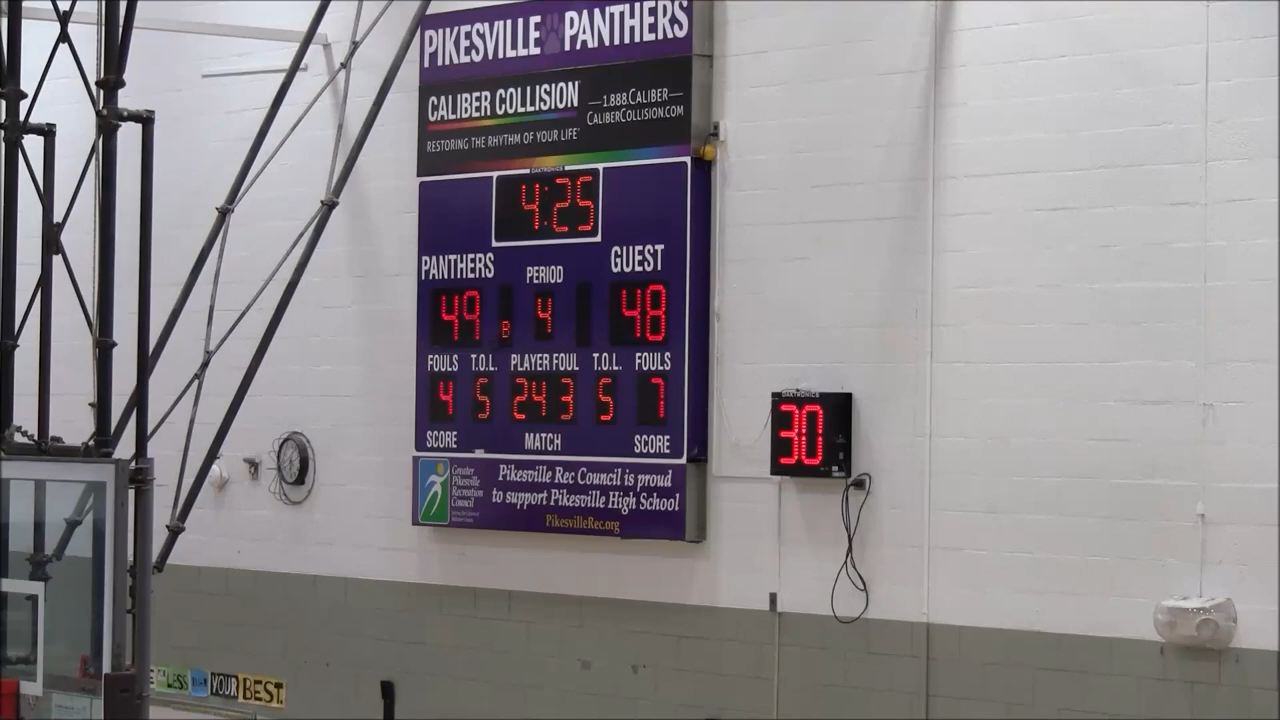 PIKESVILLE PANTHERS
CALIBER COLLISION
—1.888.CALIBER—
CALIBERCOLLISION.COM
RESTORING THE RHYTHM OF YOUR LIFE
DAKTRONICS
4:25
PANTHERS PERIOD GUEST
49 B 4 48
FOULS T.O.L. PLAYER FOUL T.O.L. FOULS
4 5 24 3 5 7
SCORE MATCH SCORE
DAKTRONICS
30
Greater
Pikesville
Recreation
Council
Pikesville Rec Council is proud
to support Pikesville High School
PikesvilleRec.org
YOUR BEST.